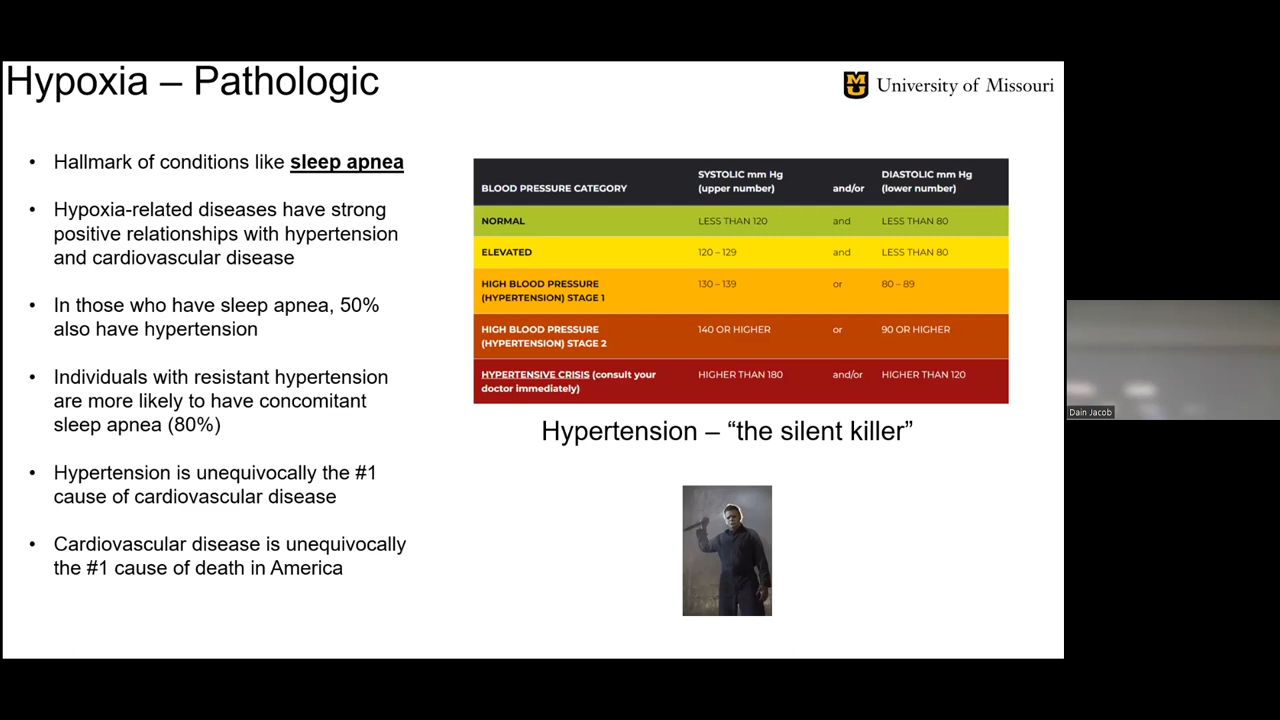 Hypoxia – Pathologic
MU
University of Missouri
• Hallmark of conditions like sleep apnea
• Hypoxia-related diseases have strong
positive relationships with hypertension
and cardiovascular disease
• In those who have sleep apnea, 50%
also have hypertension
• Individuals with resistant hypertension
are more likely to have concomitant
sleep apnea (80%)
• Hypertension is unequivocally the #1
cause of cardiovascular disease
• Cardiovascular disease is unequivocally
the #1 cause of death in America
BLOOD PRESSURE CATEGORY SYSTOLIC mm Hg (upper number) and/or DIASTOLIC mm Hg (lower number)
NORMAL LESS THAN 120 and LESS THAN 80
ELEVATED 120 – 129 and LESS THAN 80
HIGH BLOOD PRESSURE (HYPERTENSION) STAGE 1 130 – 139 or 80 – 89
HIGH BLOOD PRESSURE (HYPERTENSION) STAGE 2 140 OR HIGHER or 90 OR HIGHER
HYPERTENSIVE CRISIS (consult your doctor immediately) HIGHER THAN 180 and/or HIGHER THAN 120
Hypertension – “the silent killer”
Dain Jacob